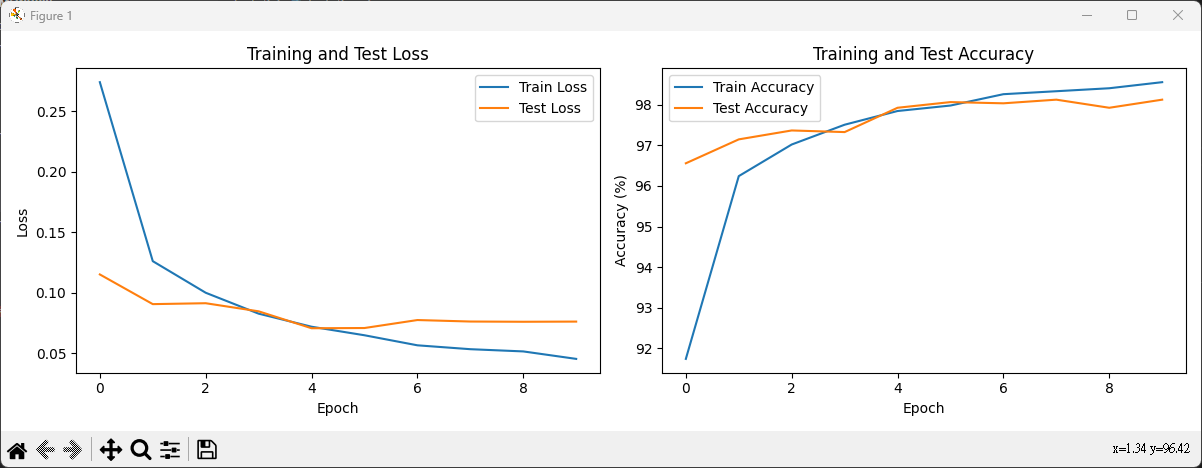 Figure 1
Training and Test Loss
Train Loss
Test Loss
0.25
0.20
0.15
0.10
0.05
Loss
0 2 4 6 8
Epoch
Training and Test Accuracy
Train Accuracy
Test Accuracy
98
97
96
95
94
93
92
Accuracy (%)
0 2 4 6 8
Epoch
x=1.34 y=96.42